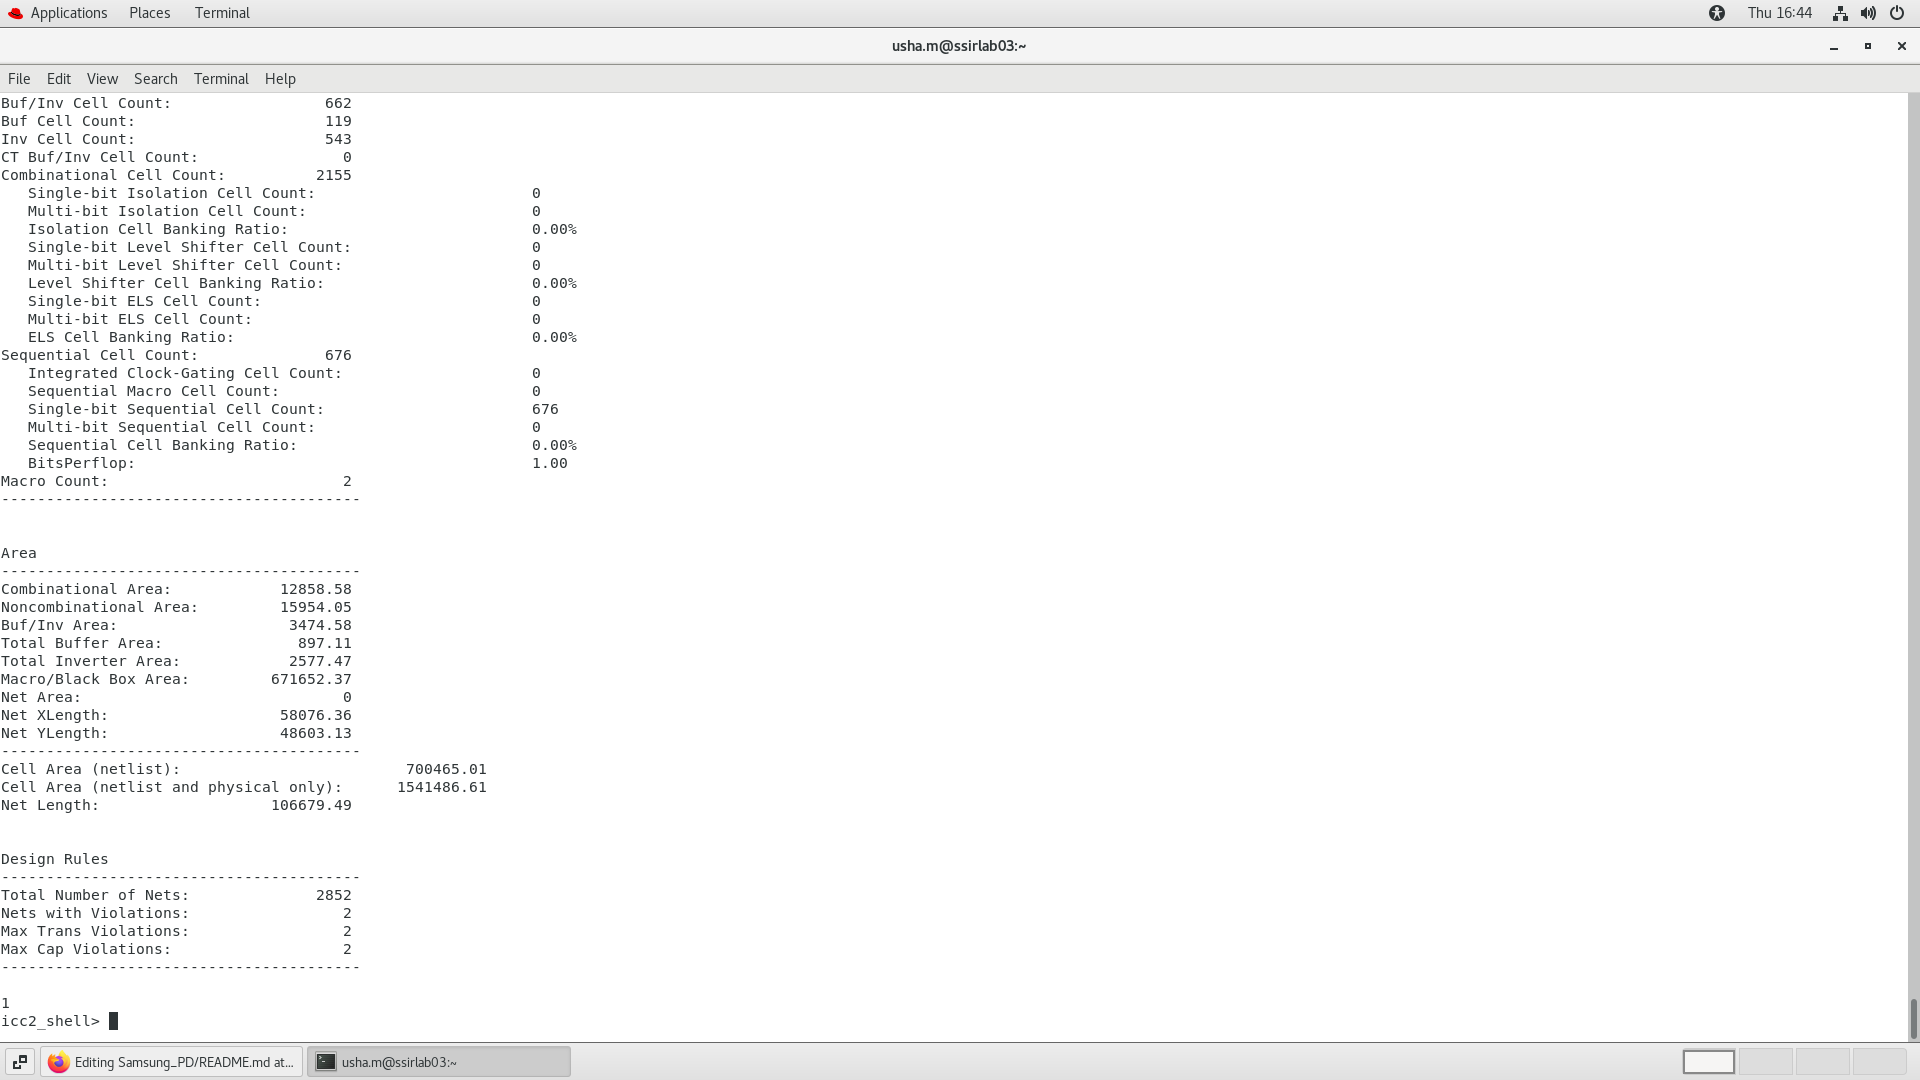 Applications Places Terminal Thu 16:44
usha.m@ssirlab03:~
File Edit View Search Terminal Help
Buf/Inv Cell Count: 662
Buf Cell Count: 119
Inv Cell Count: 543
CT Buf/Inv Cell Count: 0
Combinational Cell Count: 2155
Single-bit Isolation Cell Count: 0
Multi-bit Isolation Cell Count: 0
Isolation Cell Banking Ratio: 0.00%
Single-bit Level Shifter Cell Count: 0
Multi-bit Level Shifter Cell Count: 0
Level Shifter Cell Banking Ratio: 0.00%
Single-bit ELS Cell Count: 0
Multi-bit ELS Cell Count: 0
ELS Cell Banking Ratio: 0.00%
Sequential Cell Count: 676
Integrated Clock-Gating Cell Count: 0
Sequential Macro Cell Count: 0
Single-bit Sequential Cell Count: 676
Multi-bit Sequential Cell Count: 0
Sequential Cell Banking Ratio: 0.00%
BitsPerflop: 1.00
Macro Count: 2
----------------------------------------
Area
----------------------------------------
Combinational Area: 12858.58
Noncombinational Area: 15954.05
Buf/Inv Area: 3474.58
Total Buffer Area: 897.11
Total Inverter Area: 2577.47
Macro/Black Box Area: 671652.37
Net Area: 0
Net XLength: 58076.36
Net YLength: 48603.13
----------------------------------------
Cell Area (netlist): 700465.01
Cell Area (netlist and physical only): 1541486.61
Net Length: 106679.49
Design Rules
----------------------------------------
Total Number of Nets: 2852
Nets with Violations: 2
Max Trans Violations: 2
Max Cap Violations: 2
----------------------------------------
1
icc2_shell>
Editing Samsung_PD/README.md at... usha.m@ssirlab03:~